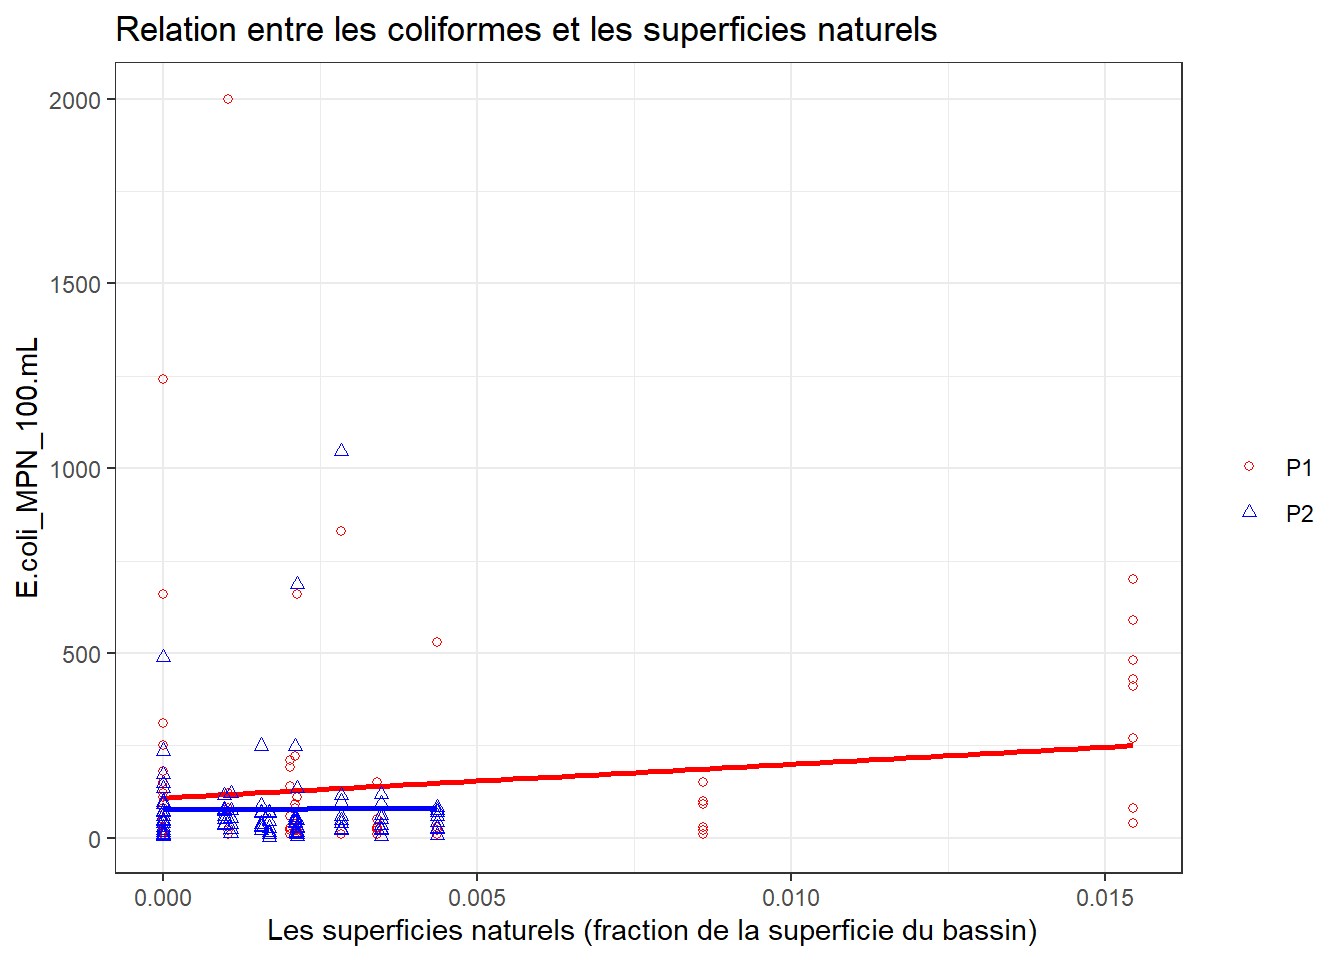 Relation entre les coliformes et les superficies naturels
2000
1500
1000
500
0
E.coli_MPN_100.mL
P1
P2
0.000
0.005
0.010
0.015
Les superficies naturels (fraction de la superficie du bassin)